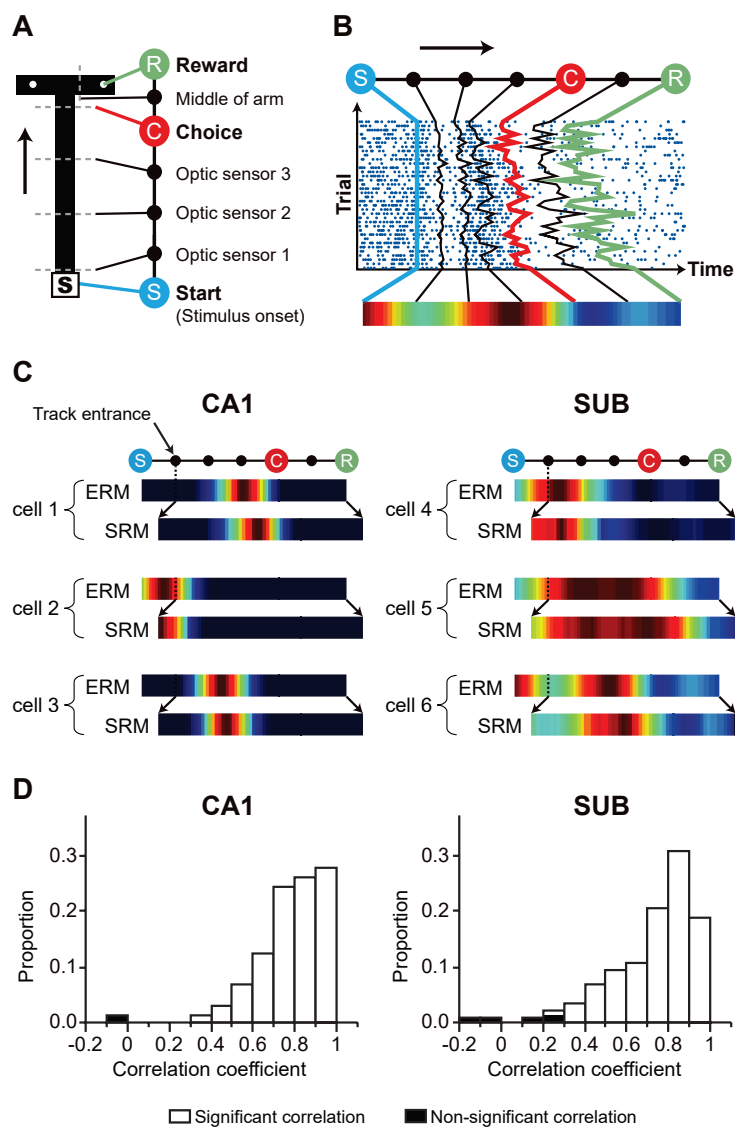 A
R
Reward
Middle of arm
C
Choice
Optic sensor 3
Optic sensor 2
Optic sensor 1
S
S
Start
(Stimulus onset)
B
S
C
R
Trial
Time
C
CA1
SUB
Track entrance
S
C
R
S
C
R
cell 1
ERM
SRM
cell 4
ERM
SRM
cell 2
ERM
SRM
cell 5
ERM
SRM
cell 3
ERM
SRM
cell 6
ERM
SRM
D
CA1
SUB
Proportion
0.3
0.2
0.1
0.0
-0.2 0 0.2 0.4 0.6 0.8 1
Correlation coefficient
Proportion
0.3
0.2
0.1
0.0
-0.2 0 0.2 0.4 0.6 0.8 1
Correlation coefficient
Significant correlation
Non-significant correlation